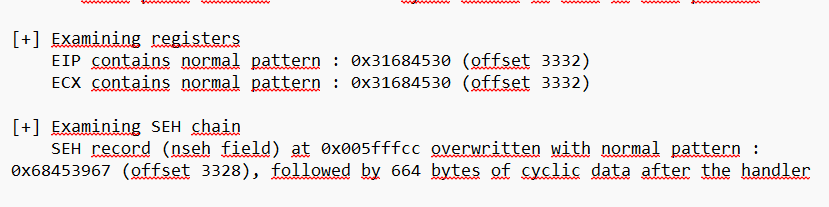 [+] Examining registers
EIP contains normal pattern : 0x31684530 (offset 3332)
ECX contains normal pattern : 0x31684530 (offset 3332)
[+] Examining SEH chain
SEH record (nseh field) at 0x005fffcc overwritten with normal pattern :
0x68453967 (offset 3328), followed by 664 bytes of cyclic data after the handler